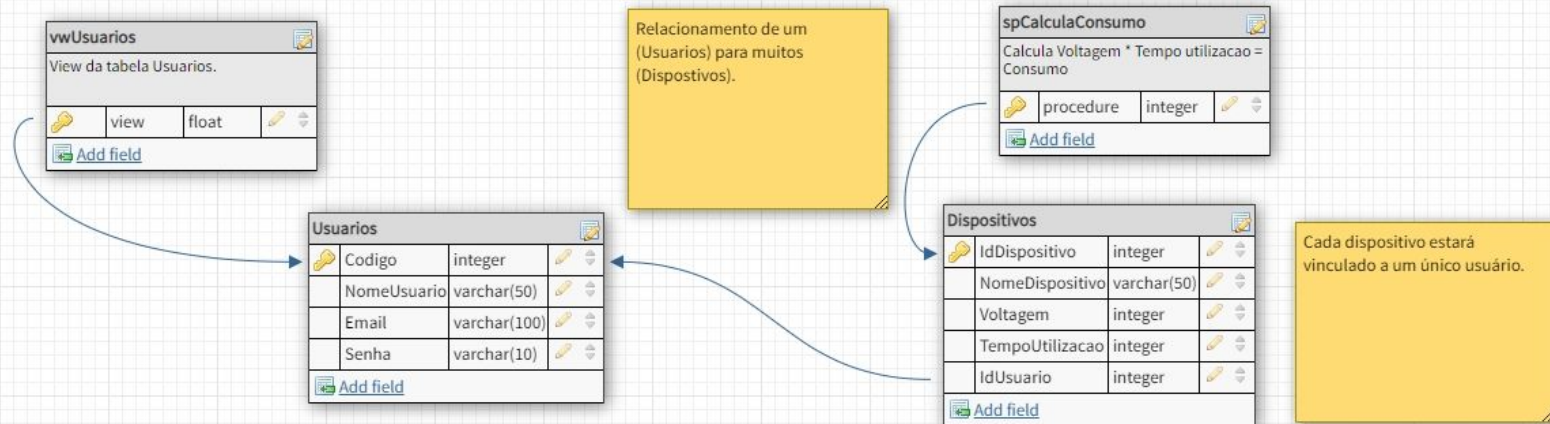 vwUsuarios
View da tabela Usuarios.
view float
Add field
Relacionamento de um
(Usuarios) para muitos
(Dispostivos).
spCalculaConsumo
Calcula Voltagem * Tempo utilizacao =
Consumo
procedure integer
Add field
Usuarios
Codigo integer
NomeUsuario varchar(50)
Email varchar(100)
Senha varchar(10)
Add field
Dispositivos
IdDispositivo integer
NomeDispositivo varchar(50)
Voltagem integer
TempoUtilizacao integer
IdUsuario integer
Add field
Cada dispositivo estará
vinculado a um único usuário.